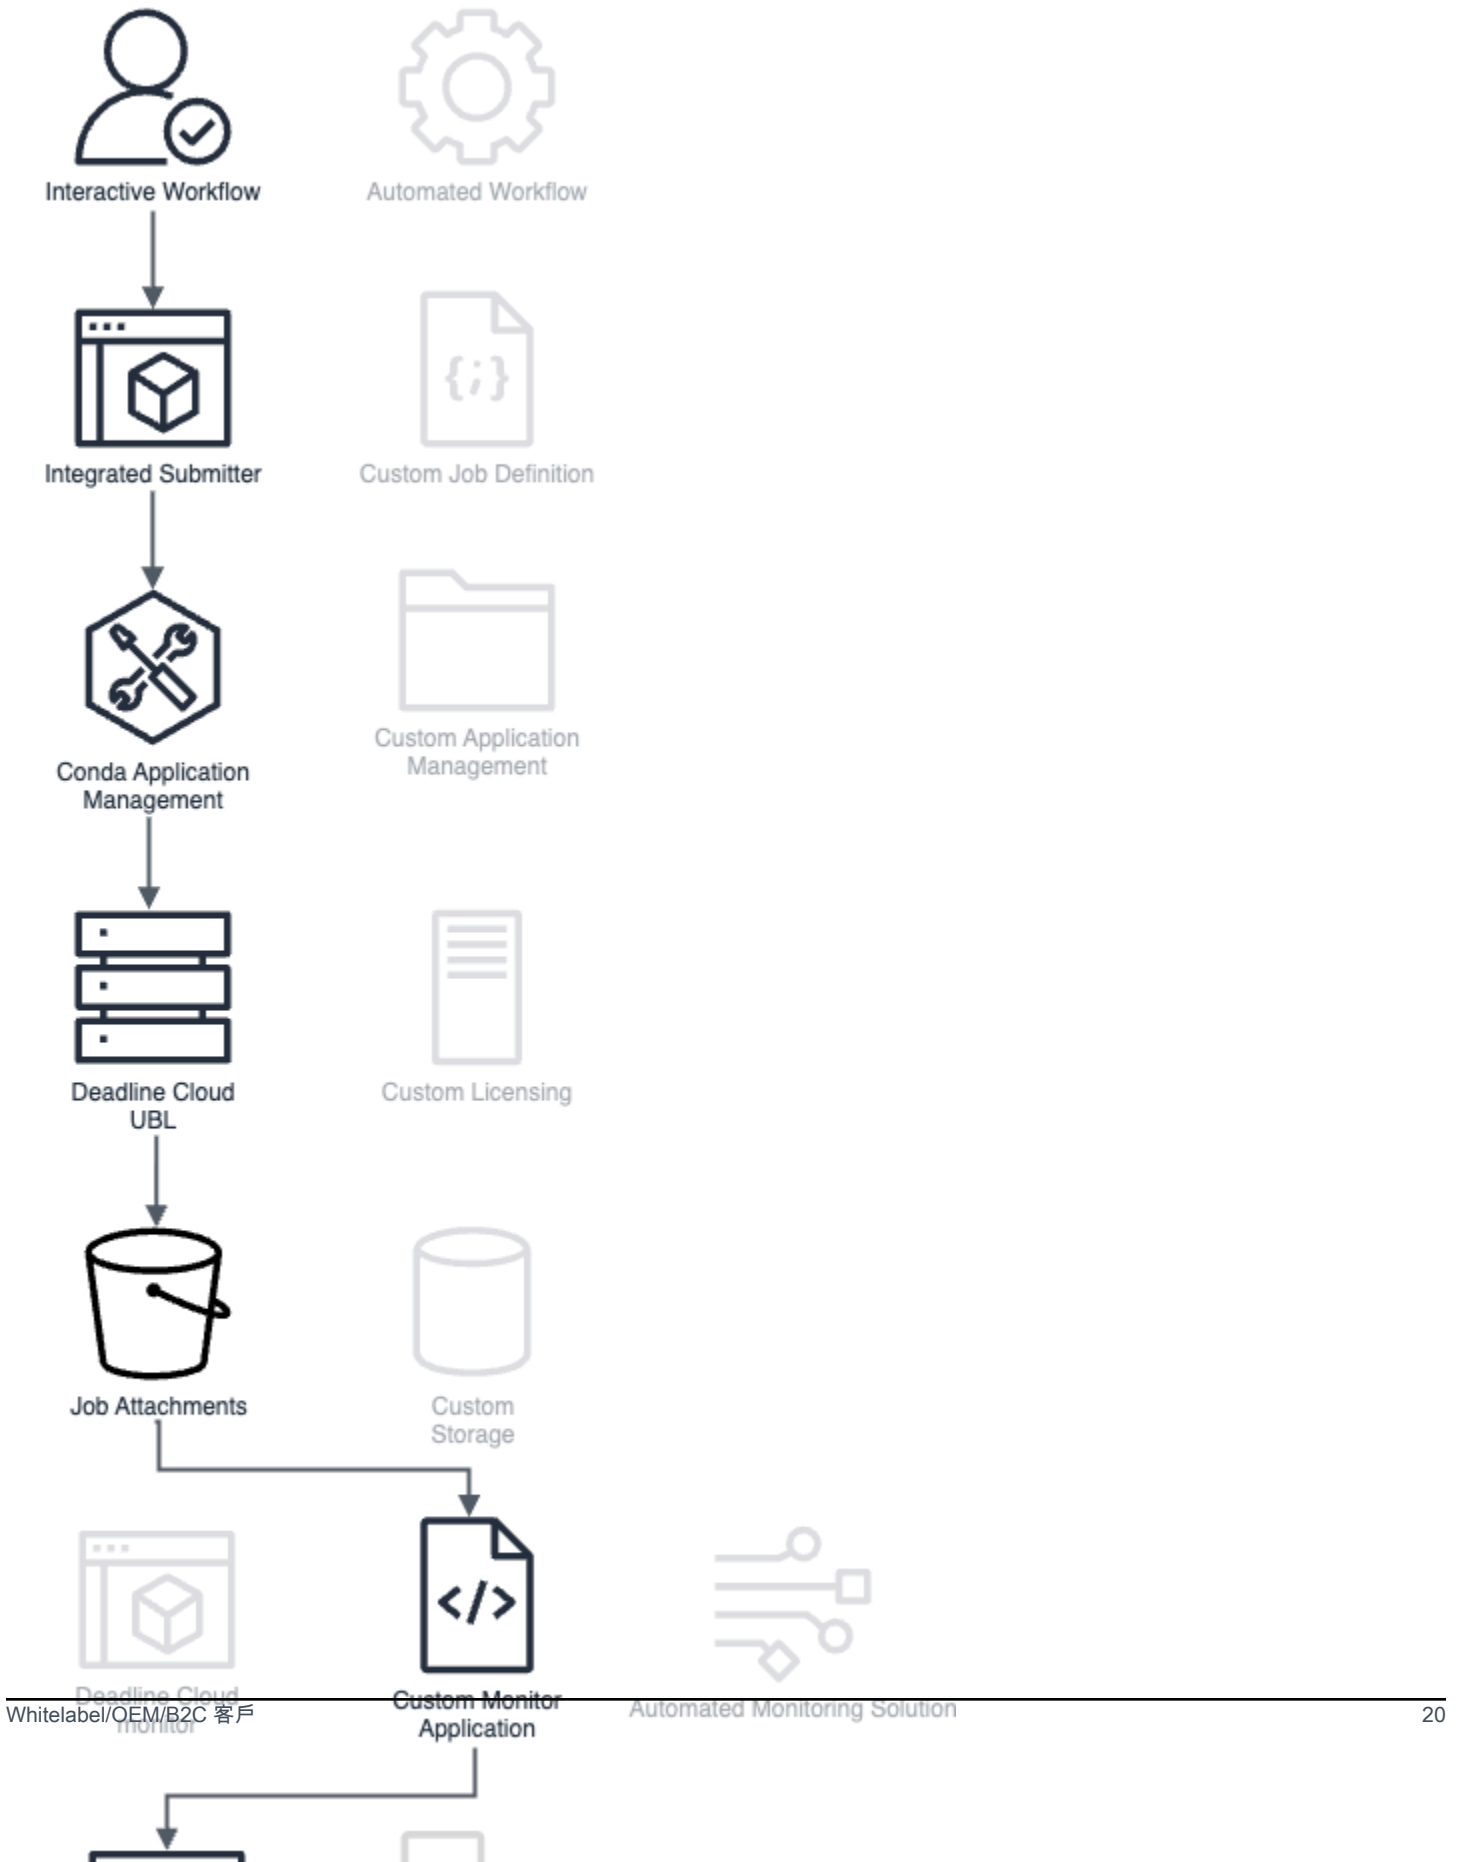 Interactive Workflow
Automated Workflow
Integrated Submitter
{;}
Custom Job Definition
Conda Application
Management
Custom Application
Management
Deadline Cloud
UBL
Custom Licensing
Job Attachments
Custom
Storage
</>
Deadline Cloud
monitor
Custom Monitor
Application
Automated Monitoring Solution
Whitelabel/OEM/B2C 客戶
20